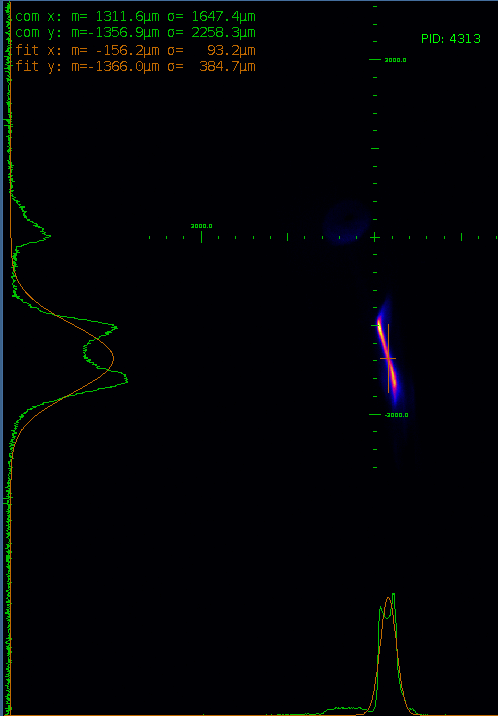 com x: m= 1311.6µm σ= 1647.4µm
com y: m=-1356.9µm σ= 2258.3µm
fit x: m= -156.2µm σ= 93.2µm
fit y: m=-1366.0µm σ= 384.7µm
PID: 4313
3000.0
3000.0
-2000.0